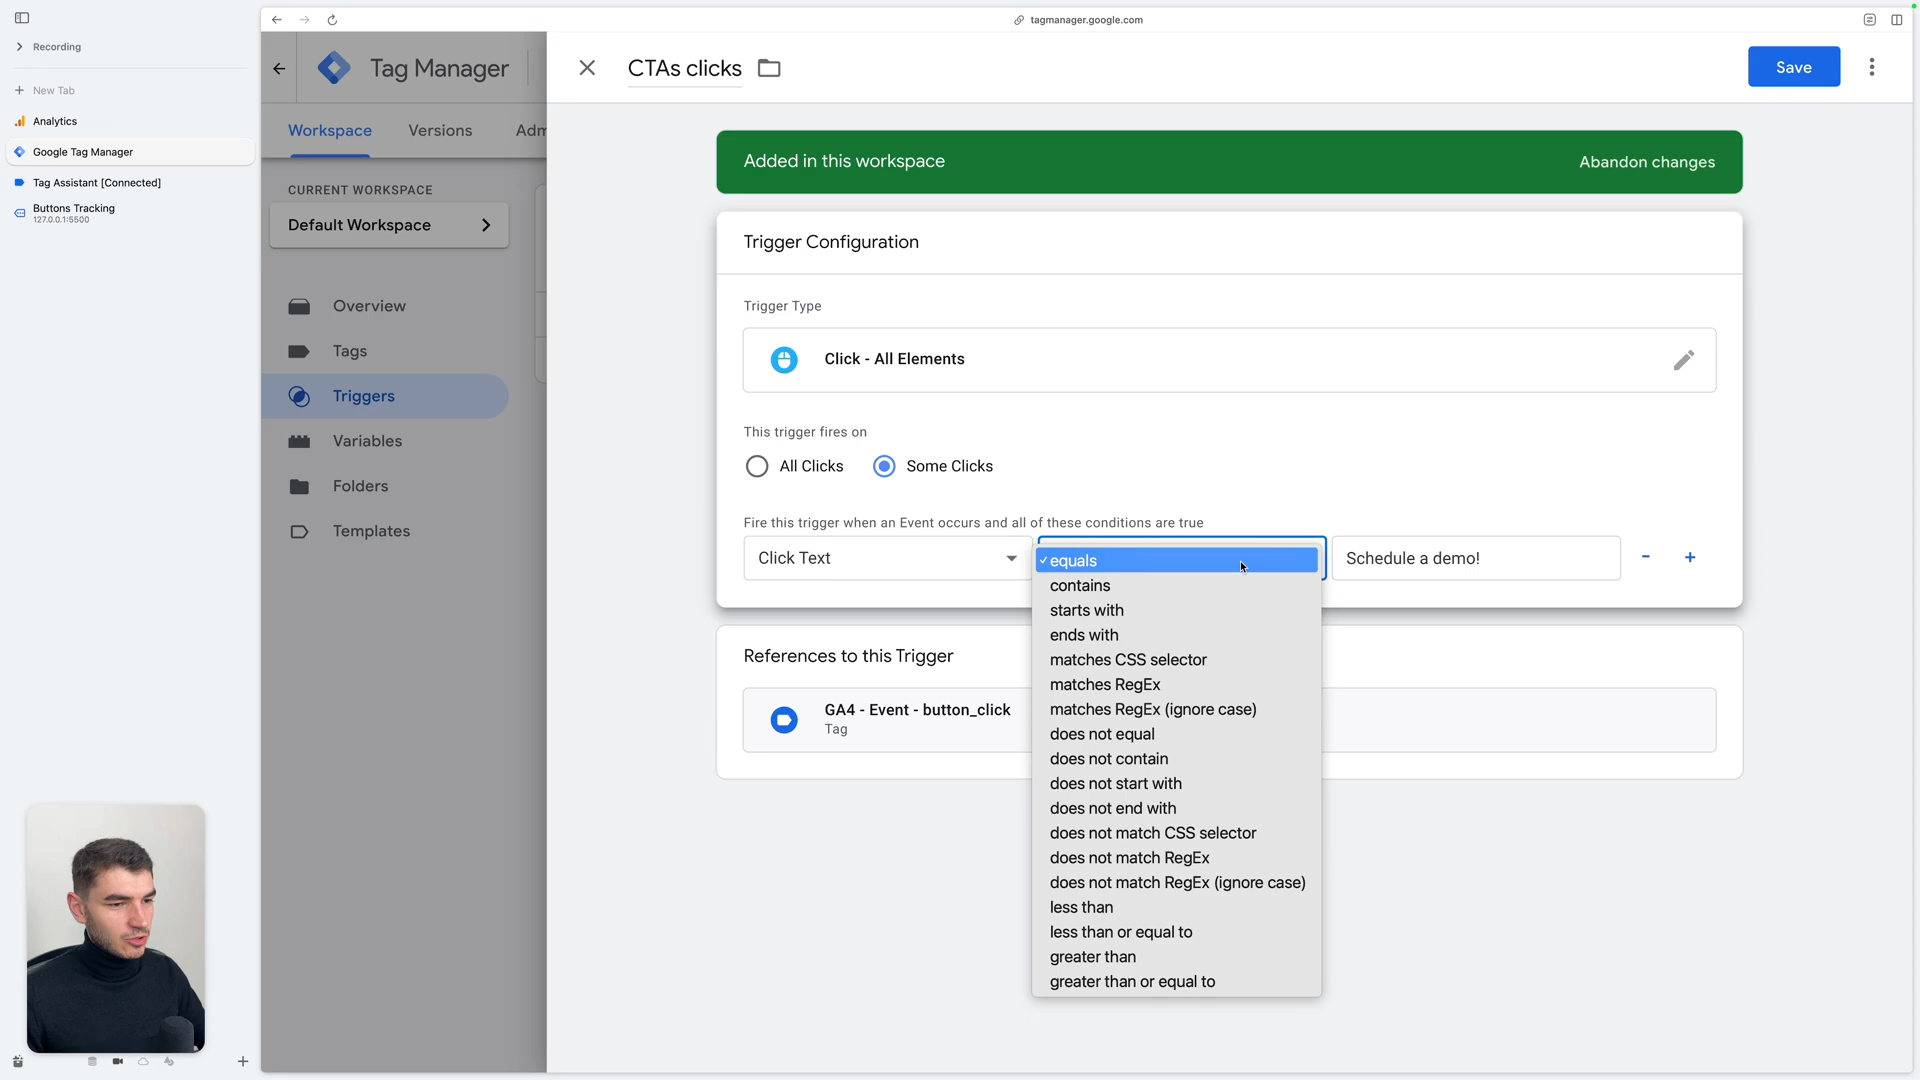 Recording
New Tab
Analytics
Google Tag Manager
Tag Assistant [Connected]
Buttons Tracking
127.0.0.1:5500
tagmanager.google.com
Tag Manager
CTAs clicks
Save
Workspace
Versions
Adm
CURRENT WORKSPACE
Default Workspace
Overview
Tags
Triggers
Variables
Folders
Templates
Added in this workspace
Abandon changes
Trigger Configuration
Trigger Type
Click - All Elements
This trigger fires on
All Clicks
Some Clicks
Fire this trigger when an Event occurs and all of these conditions are true
Click Text
Schedule a demo!
equals
contains
starts with
ends with
matches CSS selector
matches RegEx
matches RegEx (ignore case)
does not equal
does not contain
does not start with
does not end with
does not match CSS selector
does not match RegEx
does not match RegEx (ignore case)
less than
less than or equal to
greater than
greater than or equal to
References to this Trigger
GA4 - Event - button_click
Tag